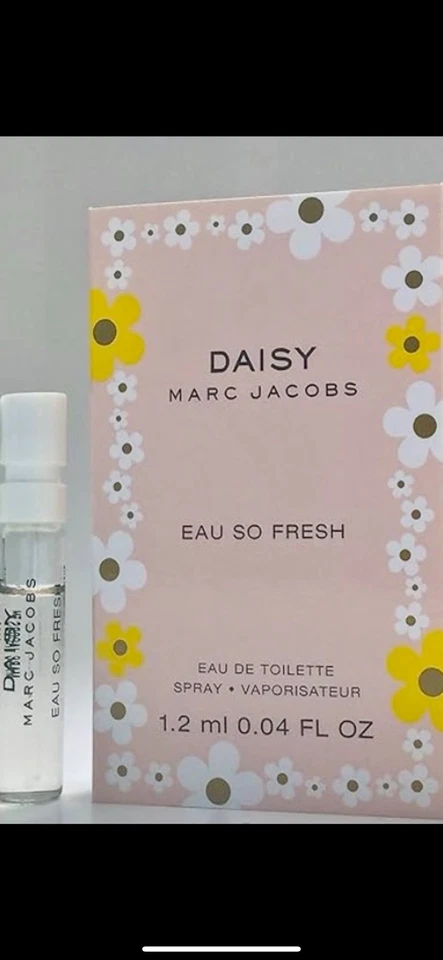 DAISY
MARC JACOBS
EAU SO FRESH
EAU DE TOILETTE
SPRAY • VAPORISATEUR
1.2 ml 0.04 FL OZ
DAISY
MARC JACOBS
EAU SO FRESH